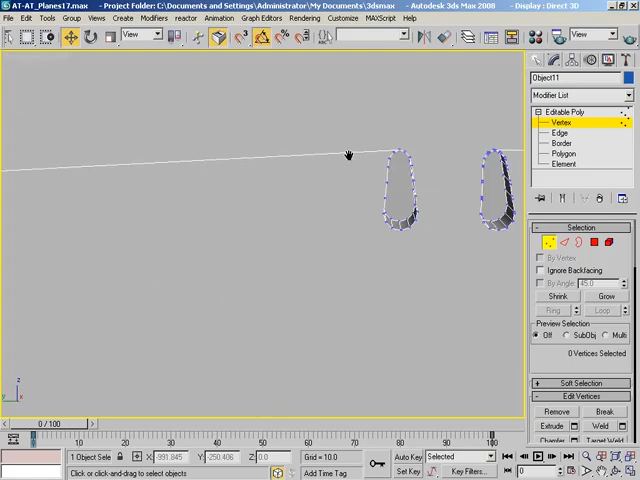 AT-AT_Planes17.max - Project Folder: C:\Documents and Settings\Administrator\My Documents\3dsmax - Autodesk 3ds Max 2008 - Display : Direct 3D
File Edit Tools Group Views Create Modifiers reactor Animation Graph Editors Rendering Customize MAXScript Help
View
View
Object11
Modifier List
Editable Poly
Vertex
Edge
Border
Polygon
Element
Selection
By Vertex
Ignore Backfacing
By Angle: 45.0
Shrink Grow
Ring Loop
Preview Selection
Off SubObj Multi
0 Vertices Selected
Soft Selection
Edit Vertices
Remove Break
Extrude Weld
Chamfer Target Weld
z
y x
0 / 100
0 10 20 30 40 50 60 70 80 90 100
1 Object Sele X: -991.845 Y: -250.406 Z: 0.0 Grid = 10.0 Auto Key Selected
Click or click-and-drag to select objects Add Time Tag Set Key Key Filters... 0